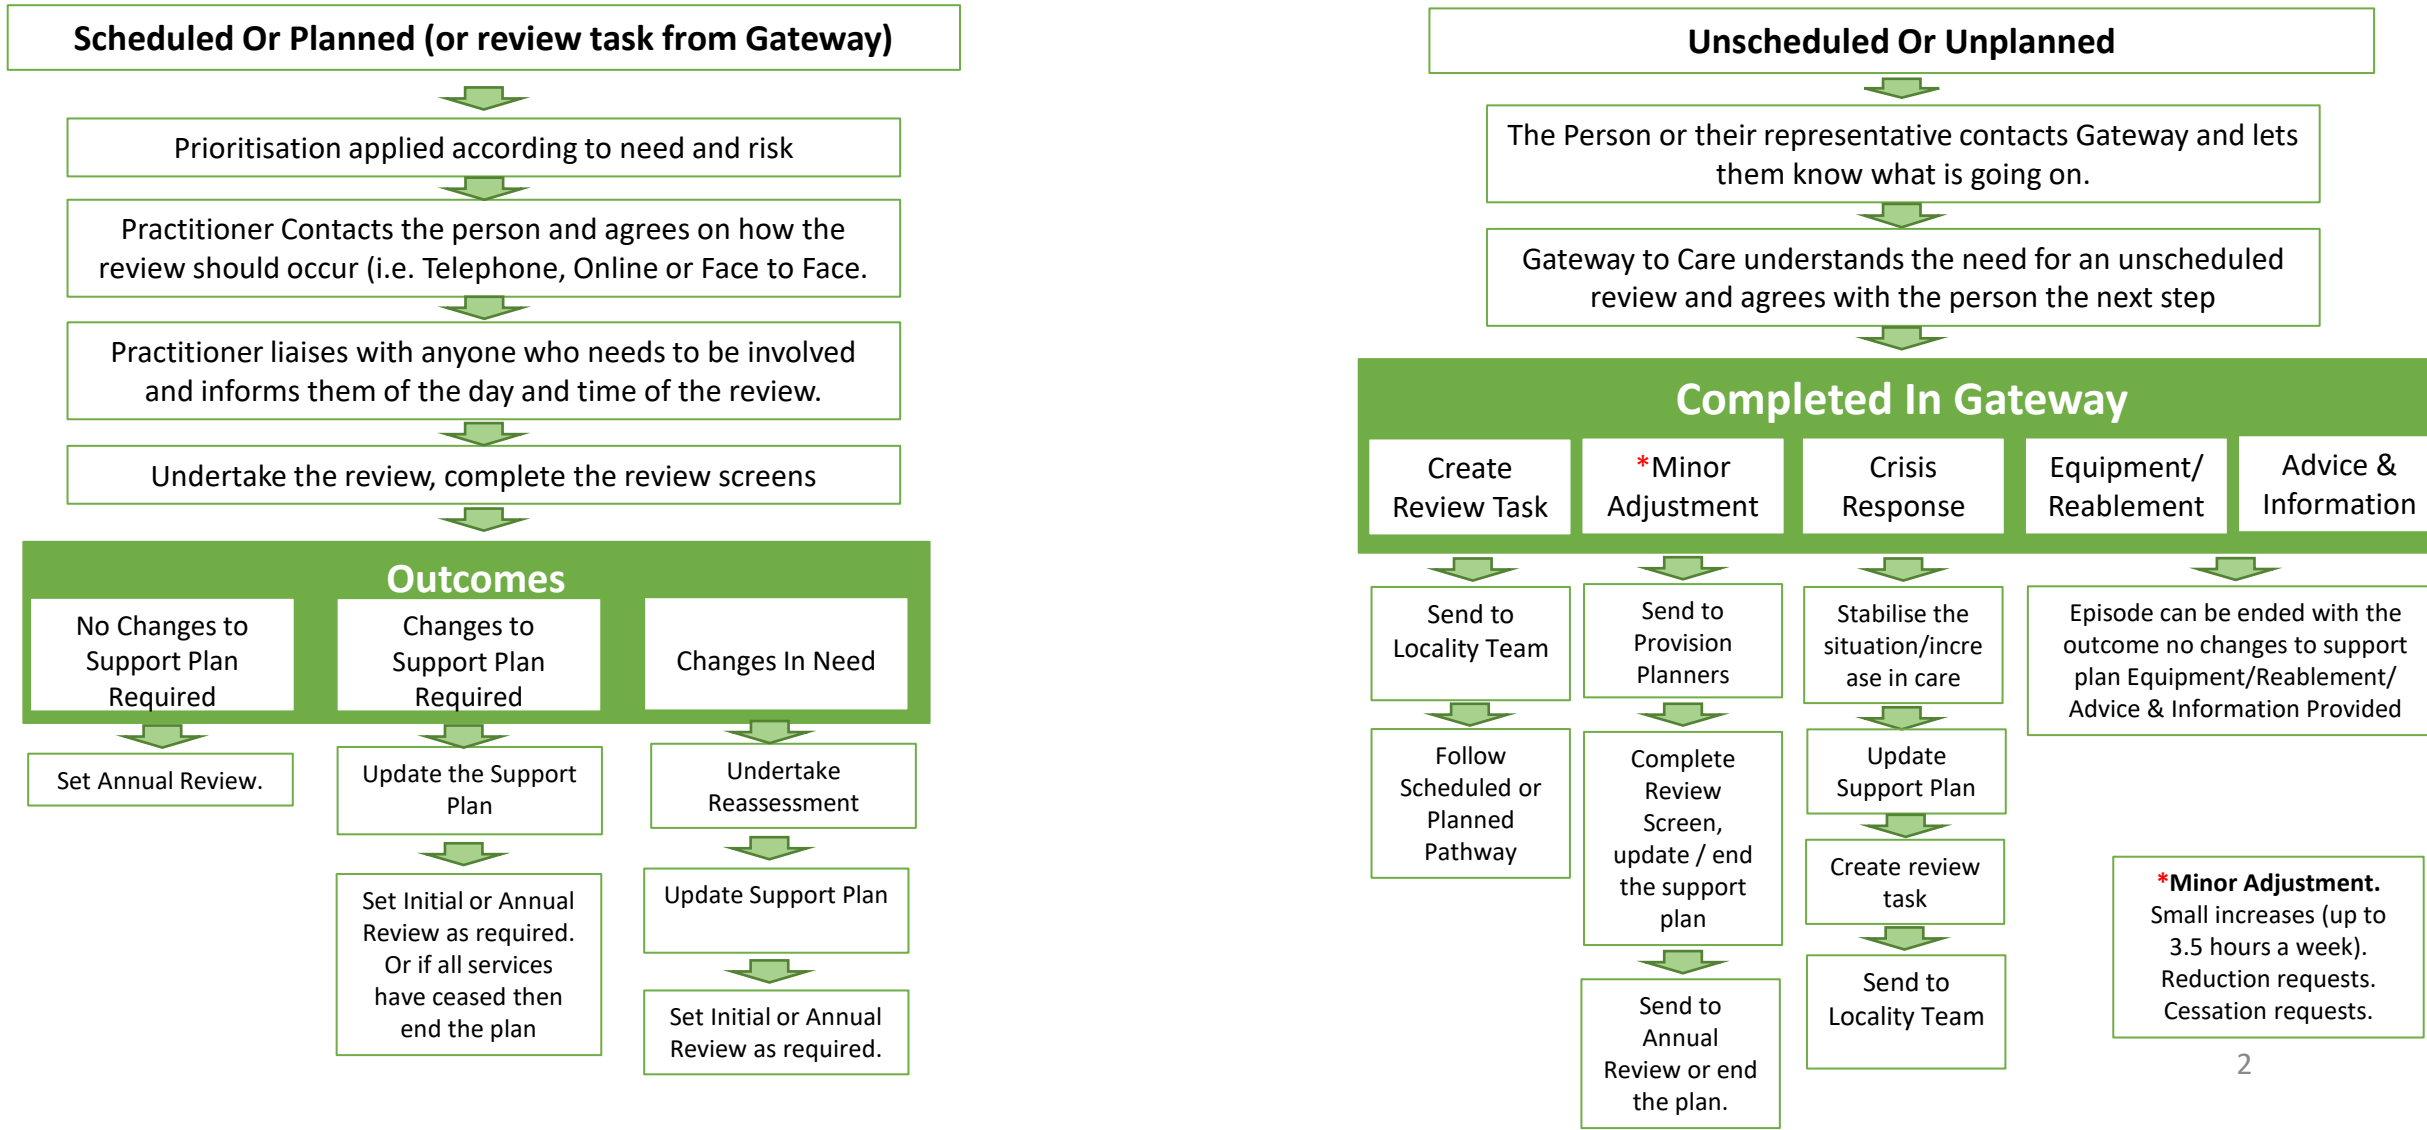 Scheduled Or Planned (or review task from Gateway)
Prioritisation applied according to need and risk
Practitioner Contacts the person and agrees on how the
review should occur (i.e. Telephone, Online or Face to Face.
Practitioner liaises with anyone who needs to be involved
and informs them of the day and time of the review.
Undertake the review, complete the review screens
Outcomes
No Changes to
Support Plan
Required
Changes to
Support Plan
Required
Changes In Need
Set Annual Review.
Update the Support
Plan
Set Initial or Annual
Review as required.
Or if all services
have ceased then
end the plan
Undertake
Reassessment
Update Support Plan
Set Initial or Annual
Review as required.
Unscheduled Or Unplanned
The Person or their representative contacts Gateway and lets
them know what is going on.
Gateway to Care understands the need for an unscheduled
review and agrees with the person the next step
Completed In Gateway
Create
Review Task
*Minor
Adjustment
Crisis
Response
Equipment/
Reablement
Advice &
Information
Send to
Locality Team
Follow
Scheduled or
Planned
Pathway
Send to
Provision
Planners
Complete
Review
Screen,
update / end
the support
plan
Send to
Annual
Review or end
the plan.
Stabilise the
situation/incre
ase in care
Update
Support Plan
Create review
task
Send to
Locality Team
Episode can be ended with the
outcome no changes to support
plan Equipment/Reablement/
Advice & Information Provided
*Minor Adjustment.
Small increases (up to
3.5 hours a week).
Reduction requests.
Cessation requests.
2